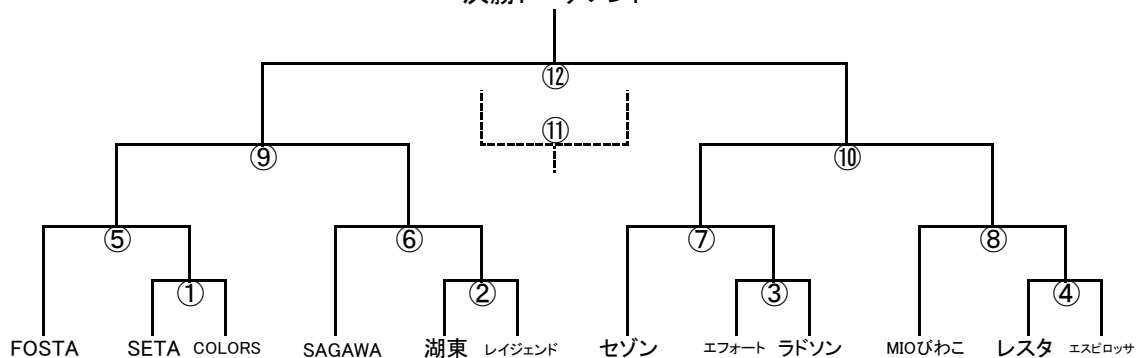 ⑫
⑪
⑨ ⑩
⑤ ⑥ ⑦ ⑧
① ② ③ ④
FOSTA SETA COLORS SAGAWA 湖東 レイジェンド セゾン エフォート ラドソン MIOびわこ レスタ エスピロッサ